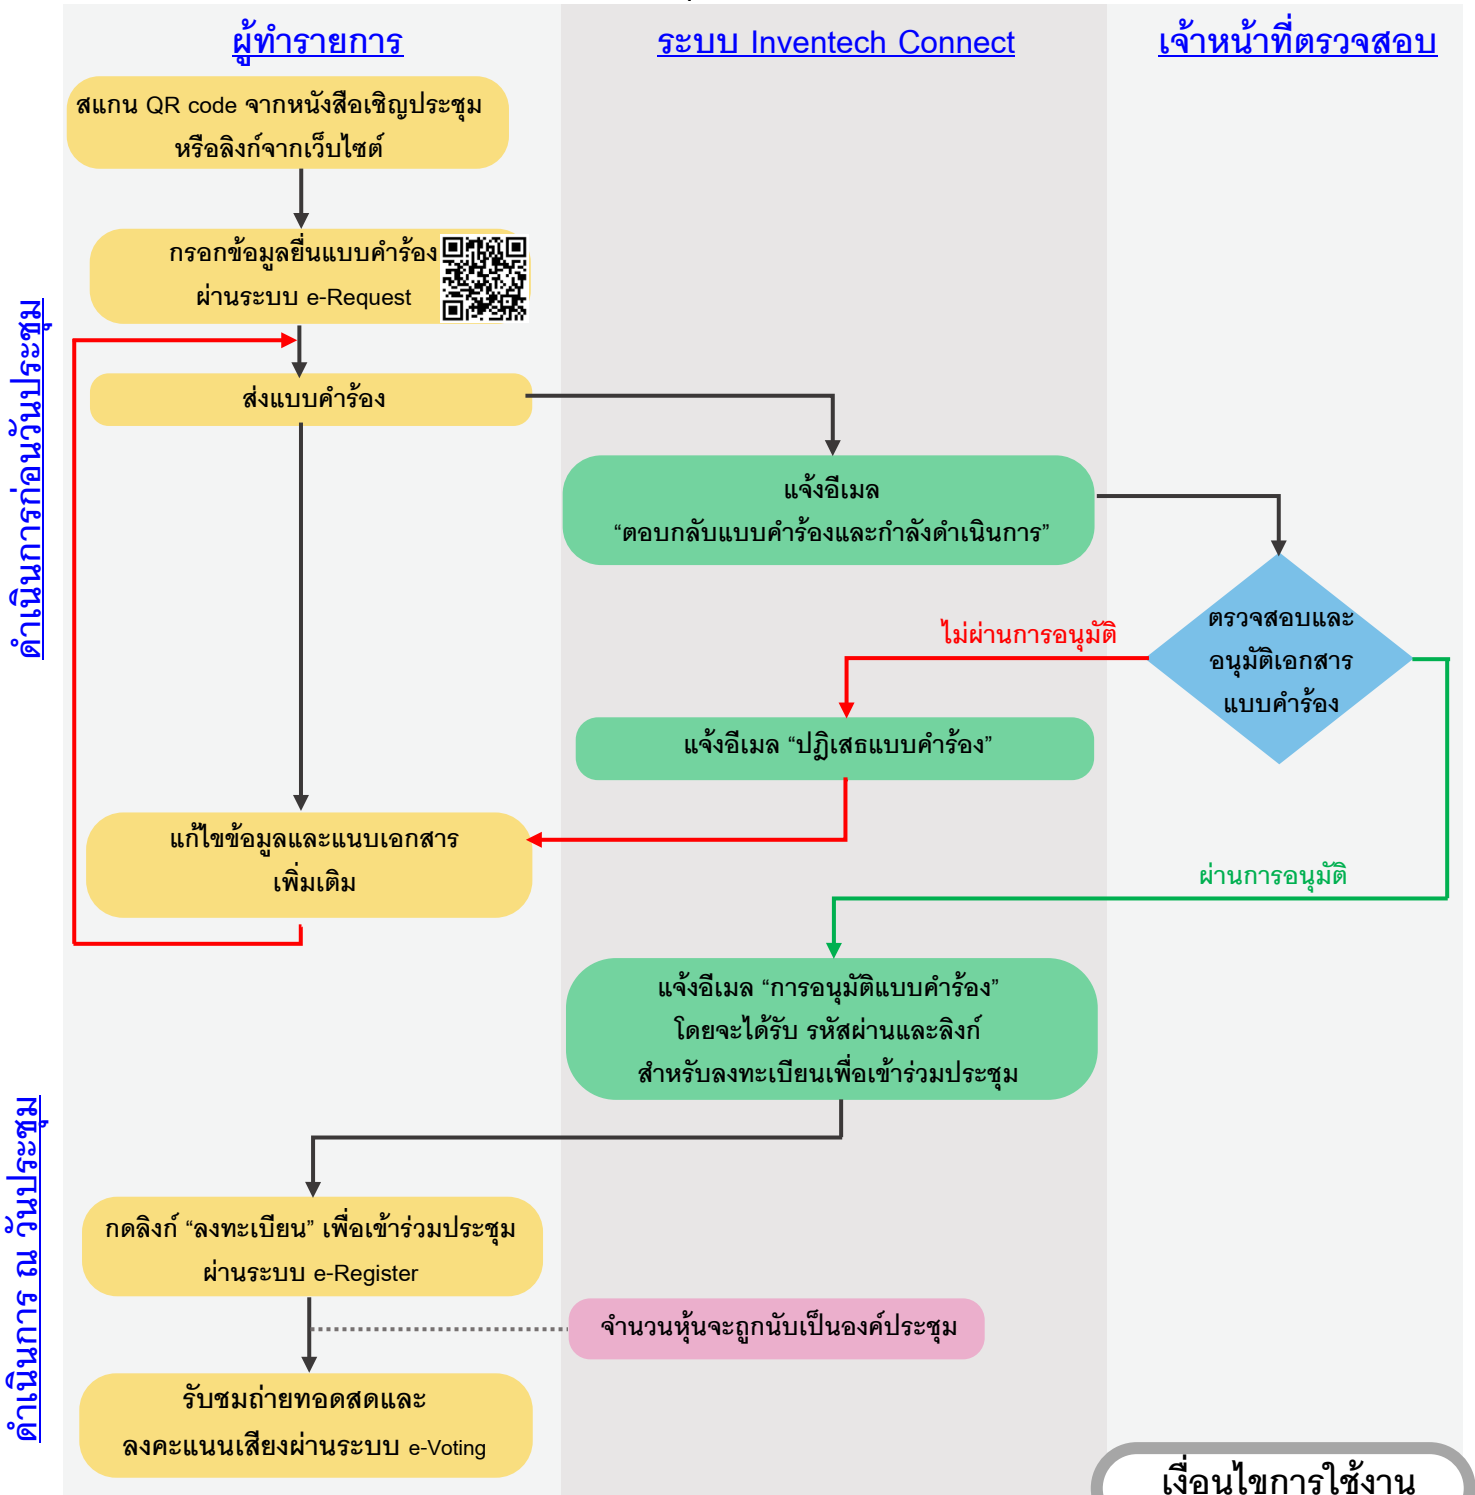 ผู้ทำรายการ
ระบบ Inventech Connect
เจ้าหน้าที่ตรวจสอบ
ดำเนินการก่อนวันประชุม
สแกน QR code จากหนังสือเชิญประชุม
หรือลิงก์จากเว็บไซต์
กรอกข้อมูลยื่นแบบคำร้อง
ผ่านระบบ e-Request
ส่งแบบคำร้อง
แจ้งอีเมล
“ตอบกลับแบบคำร้องและกำลังดำเนินการ”
ตรวจสอบและ
อนุมัติเอกสาร
แบบคำร้อง
ไม่ผ่านการอนุมัติ
แจ้งอีเมล “ปฏิเสธแบบคำร้อง”
แก้ไขข้อมูลและแนบเอกสาร
เพิ่มเติม
ผ่านการอนุมัติ
แจ้งอีเมล “การอนุมัติแบบคำร้อง”
โดยจะได้รับ รหัสผ่านและลิงก์
สำหรับลงทะเบียนเพื่อเข้าร่วมประชุม
ดำเนินการ ณ วันประชุม
กดลิงก์ “ลงทะเบียน” เพื่อเข้าร่วมประชุม
ผ่านระบบ e-Register
จำนวนหุ้นจะถูกนับเป็นองค์ประชุม
รับชมถ่ายทอดสดและ
ลงคะแนนเสียงผ่านระบบ e-Voting
เงื่อนไขการใช้งาน